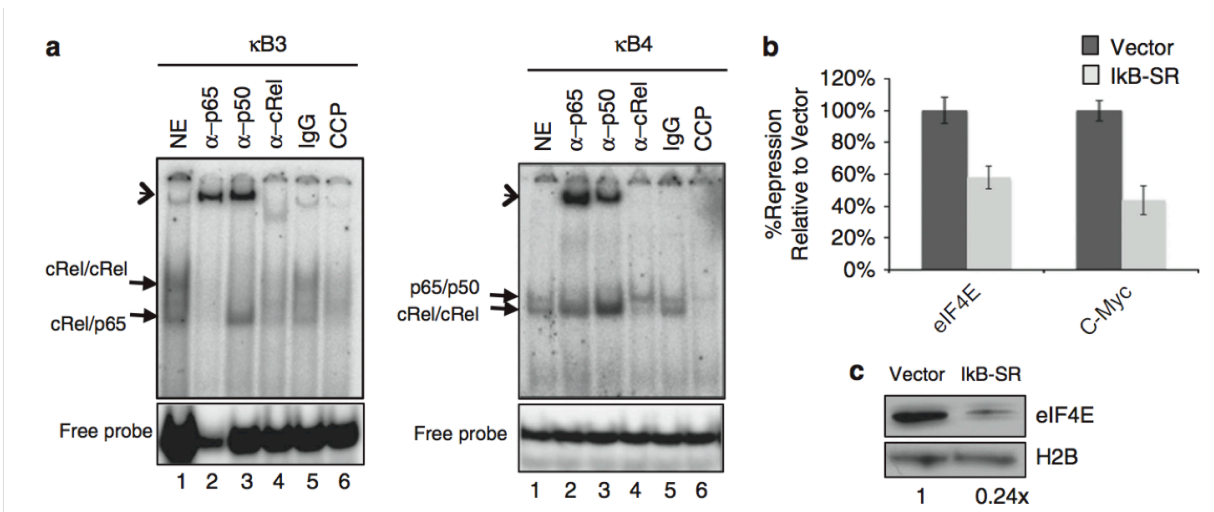 a
κB3
NE
α–p65
α–p50
α–cRel
IgG
CCP
cRel/cRel
cRel/p65
Free probe
1 2 3 4 5 6
κB4
NE
α–p65
α–p50
α–cRel
IgG
CCP
p65/p50
cRel/cRel
Free probe
1 2 3 4 5 6
b
Vector
IkB-SR
%Repression
Relative to Vector
120%
100%
80%
60%
40%
20%
0%
eIF4E
C-Myc
c
Vector IkB-SR
eIF4E
H2B
1 0.24x